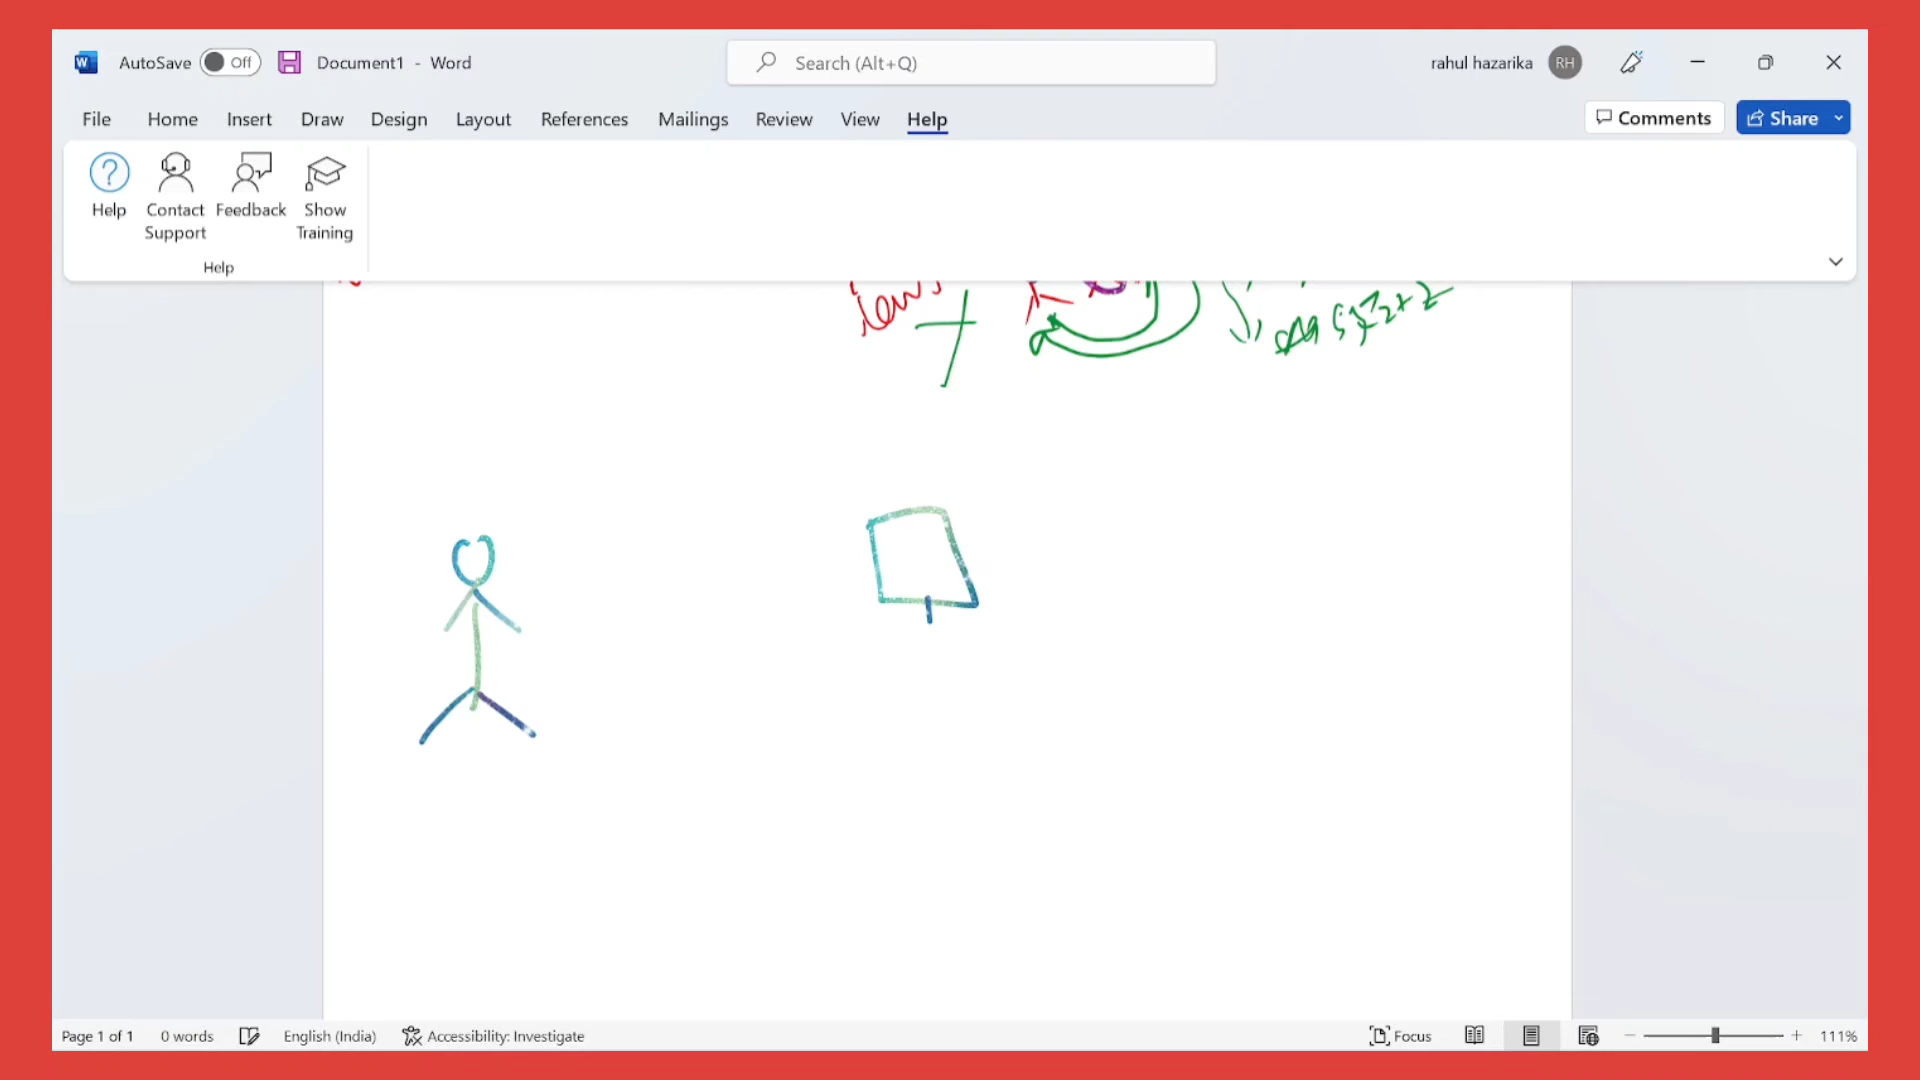 AutoSave Off Document1 - Word Search (Alt+Q) rahul hazarika RH
File Home Insert Draw Design Layout References Mailings Review View Help Comments Share
Help Contact Support Feedback Show Training
Help
Page 1 of 1 0 words English (India) Accessibility: Investigate Focus 111%